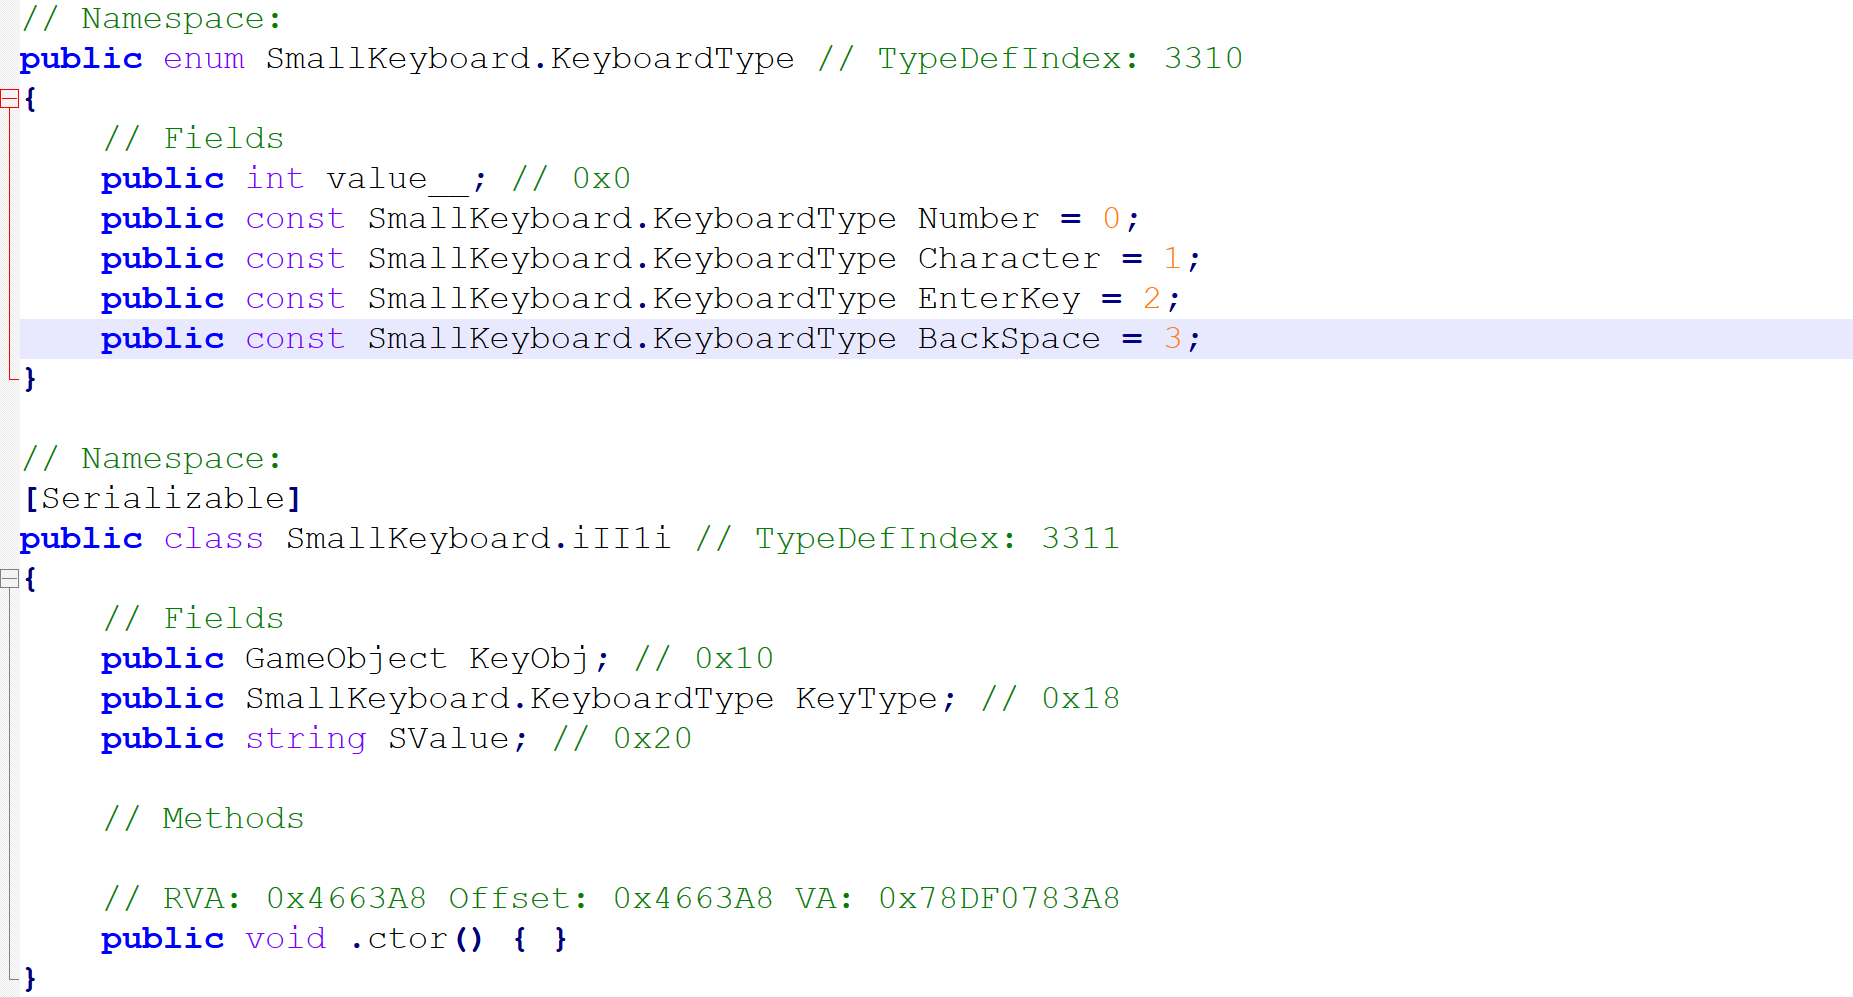 // Namespace:
public enum SmallKeyboard.KeyboardType // TypeDefIndex: 3310
{
    // Fields
    public int value__; // 0x0
    public const SmallKeyboard.KeyboardType Number = 0;
    public const SmallKeyboard.KeyboardType Character = 1;
    public const SmallKeyboard.KeyboardType EnterKey = 2;
    public const SmallKeyboard.KeyboardType BackSpace = 3;
}
// Namespace:
[Serializable]
public class SmallKeyboard.iII1i // TypeDefIndex: 3311
{
    // Fields
    public GameObject KeyObj; // 0x10
    public SmallKeyboard.KeyboardType KeyType; // 0x18
    public string SValue; // 0x20
    // Methods
    // RVA: 0x4663A8 Offset: 0x4663A8 VA: 0x78DF0783A8
    public void .ctor() { }
}